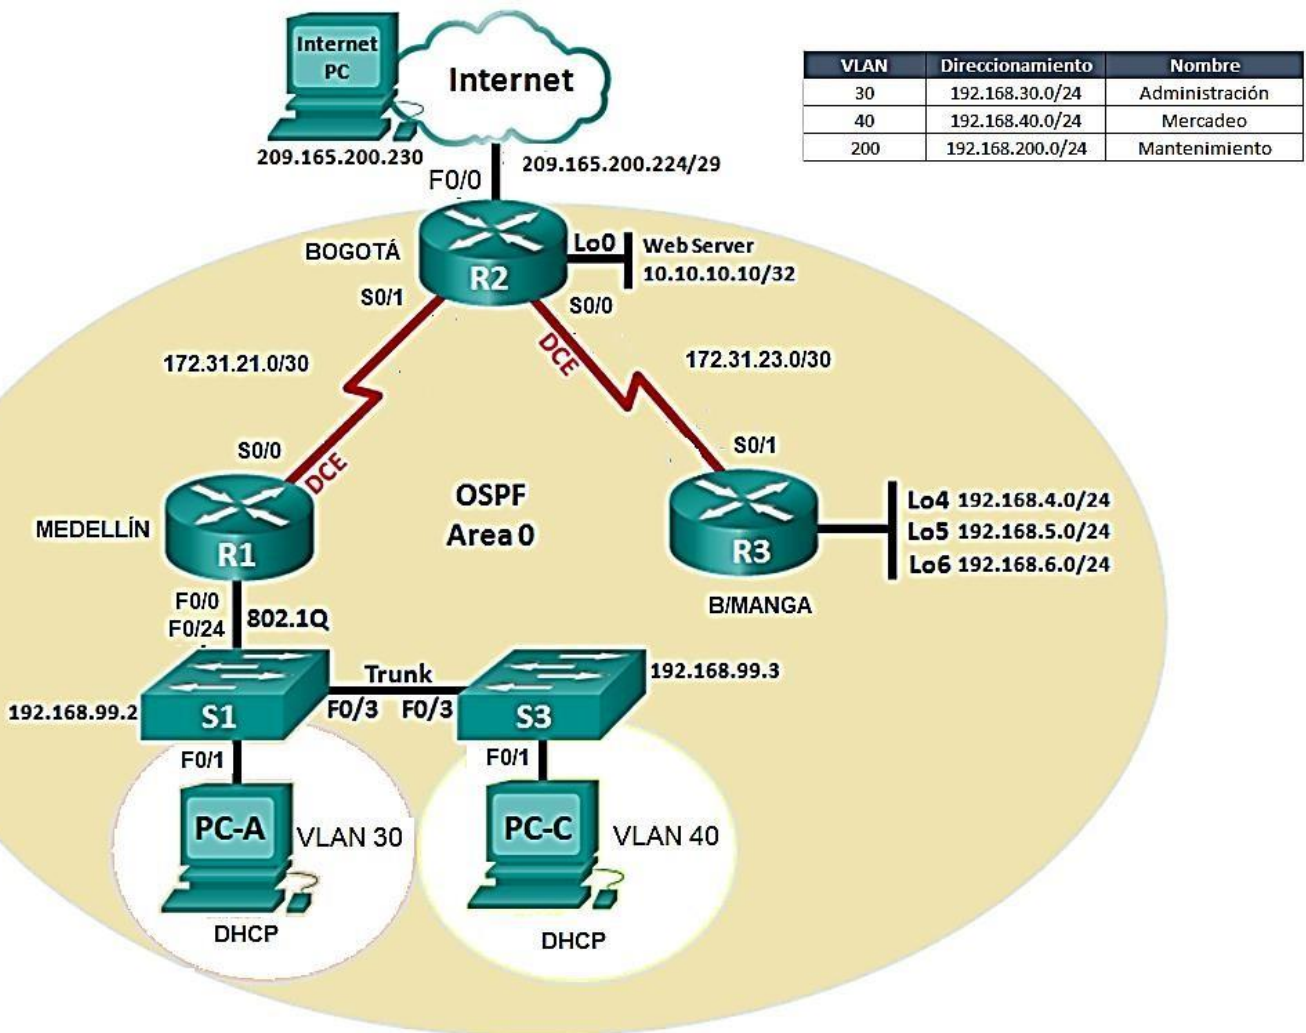 Internet
PC
Internet
209.165.200.230
F0/0
209.165.200.224/29
VLAN Direccionamiento Nombre
30 192.168.30.0/24 Administración
40 192.168.40.0/24 Mercadeo
200 192.168.200.0/24 Mantenimiento
BOGOTÁ
R2
Lo0
Web Server
10.10.10.10/32
S0/1
S0/0
DCE
172.31.21.0/30
172.31.23.0/30
S0/0
DCE
S0/1
OSPF
Area 0
MEDELLÍN
R1
R3
B/MANGA
Lo4 192.168.4.0/24
Lo5 192.168.5.0/24
Lo6 192.168.6.0/24
F0/0
F0/24
802.1Q
Trunk
192.168.99.3
192.168.99.2
S1
F0/3
F0/3
S3
F0/1
F0/1
PC-A
VLAN 30
DHCP
PC-C
VLAN 40
DHCP